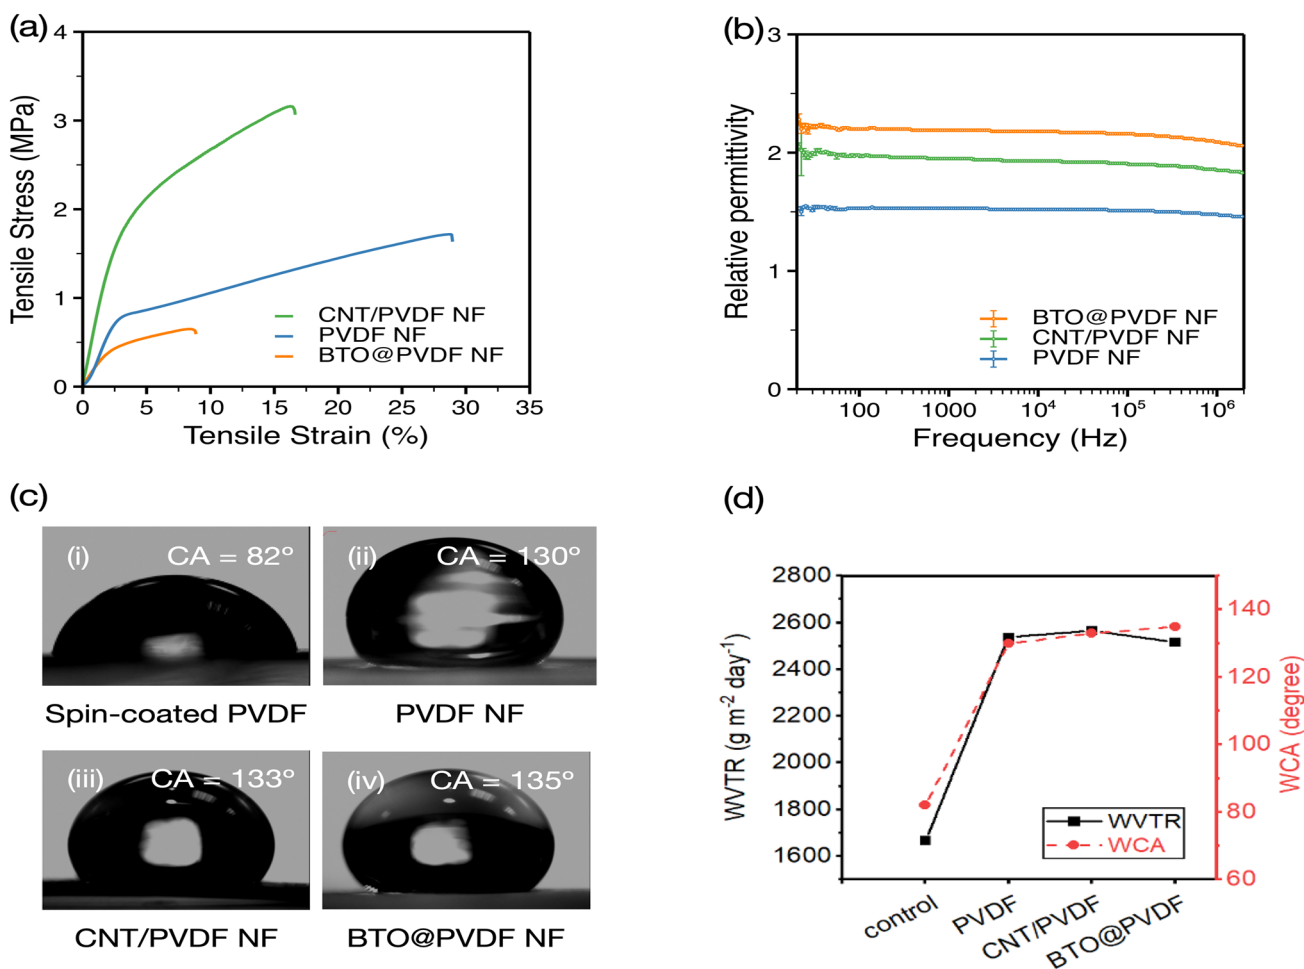 (a)
4
3
2
1
0
Tensile Stress (MPa)
CNT/PVDF NF
PVDF NF
BTO@PVDF NF
0 5 10 15 20 25 30 35
Tensile Strain (%)
(b)
3
2
1
0
Relative permittivity
BTO@PVDF NF
CNT/PVDF NF
PVDF NF
100 1000 10⁴ 10⁵ 10⁶
Frequency (Hz)
(c)
(i) CA = 82º
Spin-coated PVDF
(ii) CA = 130º
PVDF NF
(iii) CA = 133º
CNT/PVDF NF
(iv) CA = 135º
BTO@PVDF NF
(d)
2800
2600
2400
2200
2000
1800
1600
WVTR (g m⁻² day⁻¹)
WVTR
WCA
140
120
100
80
60
WCA (degree)
control
PVDF
CNT/PVDF
BTO@PVDF